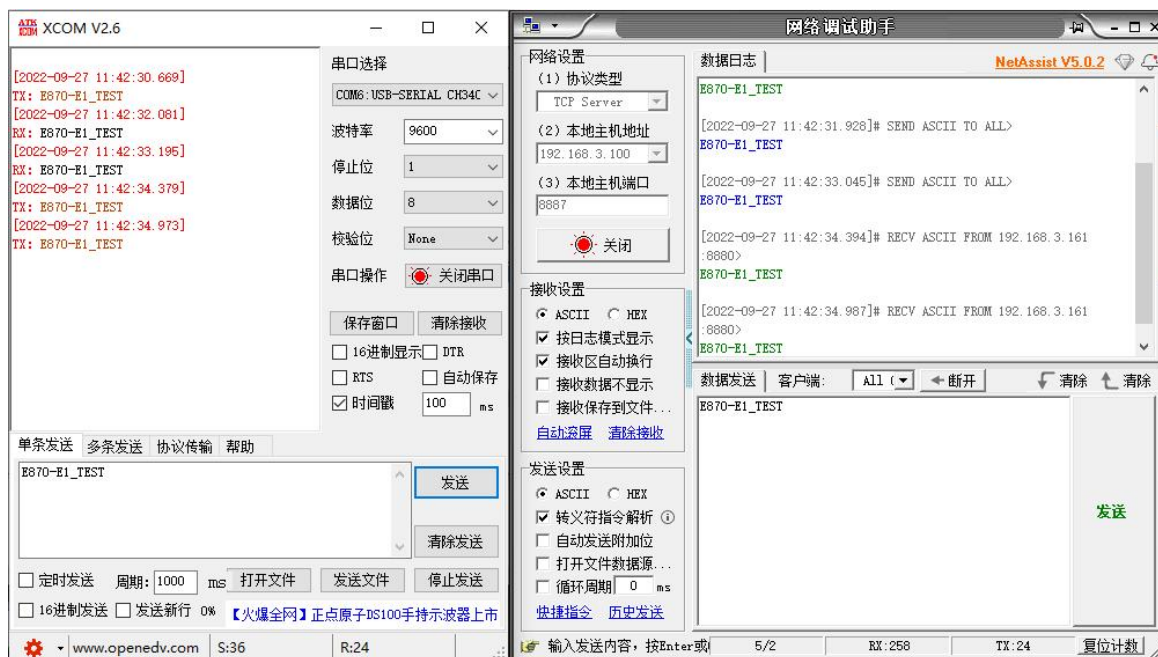 XCOM V2.6
[2022-09-27 11:42:30.669]
TX: E870-E1_TEST
[2022-09-27 11:42:32.081]
RX: E870-E1_TEST
[2022-09-27 11:42:33.195]
RX: E870-E1_TEST
[2022-09-27 11:42:34.379]
TX: E870-E1_TEST
[2022-09-27 11:42:34.973]
TX: E870-E1_TEST
串口选择
COM6:USB-SERIAL CH34C
波特率 9600
停止位 1
数据位 8
校验位 None
串口操作 关闭串口
保存窗口 清除接收
16进制显示 DTR
RTS 自动保存
时间戳 100 ms
单条发送 多条发送 协议传输 帮助
E870-E1_TEST
发送
清除发送
定时发送 周期: 1000 ms 打开文件 发送文件 停止发送
16进制发送 发送新行 0% 【火爆全网】正点原子DS100手持示波器上市
www.openedv.com S:36 R:24
网络调试助手
网络设置
(1) 协议类型
TCP Server
(2) 本地主机地址
192.168.3.100
(3) 本地主机端口
8887
关闭
接收设置
ASCII HEX
按日志模式显示
接收区自动换行
接收数据不显示
接收保存到文件...
自动滚屏 清除接收
发送设置
ASCII HEX
转义符指令解析
自动发送附加位
打开文件数据源...
循环周期 0 ms
快捷指令 历史发送
数据日志 NetAssist V5.0.2
E870-E1_TEST
[2022-09-27 11:42:31.928]# SEND ASCII TO ALL>
E870-E1_TEST
[2022-09-27 11:42:33.045]# SEND ASCII TO ALL>
E870-E1_TEST
[2022-09-27 11:42:34.394]# RECV ASCII FROM 192.168.3.161
:8880>
E870-E1_TEST
[2022-09-27 11:42:34.987]# RECV ASCII FROM 192.168.3.161
:8880>
E870-E1_TEST
数据发送 客户端: All ( 断开 清除 清除
E870-E1_TEST
发送
输入发送内容，按Enter或 5/2 RX:258 TX:24 复位计数